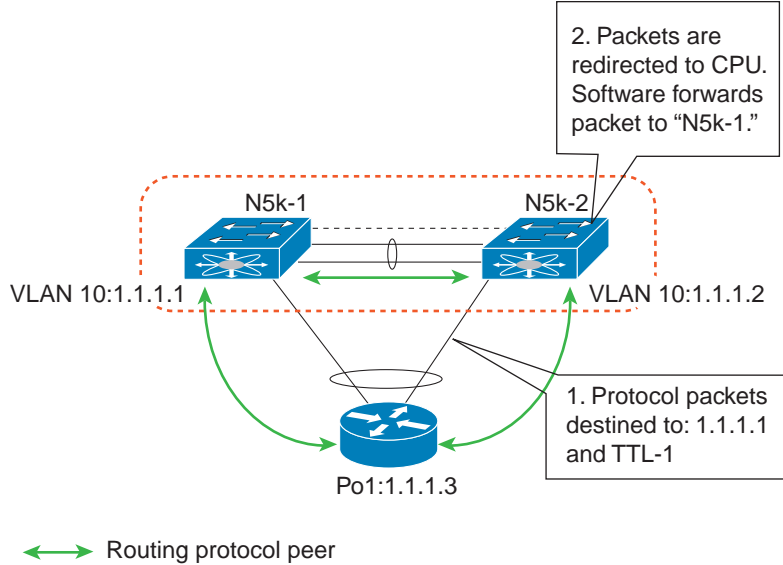 2. Packets are
redirected to CPU.
Software forwards
packet to “N5k-1.”
N5k-1
N5k-2
VLAN 10:1.1.1.1
VLAN 10:1.1.1.2
1. Protocol packets
destined to: 1.1.1.1
and TTL-1
Po1:1.1.1.3
Routing protocol peer